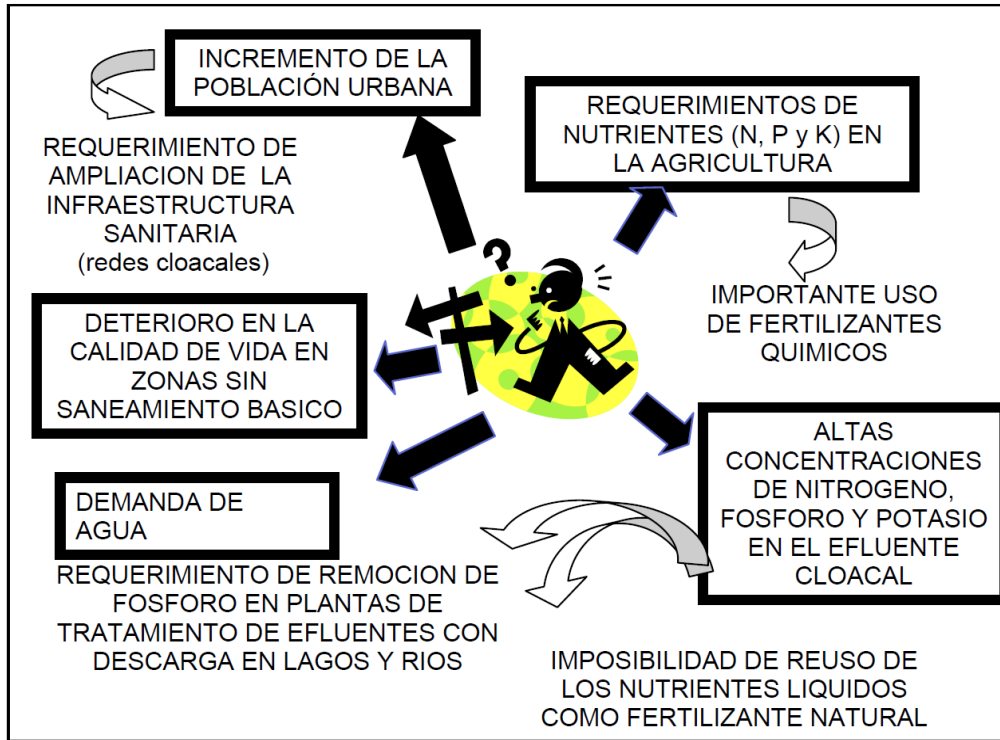 INCREMENTO DE LA
POBLACIÓN URBANA
REQUERIMIENTO DE
AMPLIACION DE LA
INFRAESTRUCTURA
SANITARIA
(redes cloacales)
REQUERIMIENTOS DE
NUTRIENTES (N, P y K) EN
LA AGRICULTURA
IMPORTANTE USO
DE FERTILIZANTES
QUIMICOS
?
DETERIORO EN LA
CALIDAD DE VIDA EN
ZONAS SIN
SANEAMIENTO BASICO
ALTAS
CONCENTRACIONES
DE NITROGENO,
FOSFORO Y POTASIO
EN EL EFLUENTE
CLOACAL
DEMANDA DE
AGUA
REQUERIMIENTO DE REMOCION DE
FOSFORO EN PLANTAS DE
TRATAMIENTO DE EFLUENTES CON
DESCARGA EN LAGOS Y RIOS
IMPOSIBILIDAD DE REUSO DE
LOS NUTRIENTES LIQUIDOS
COMO FERTILIZANTE NATURAL